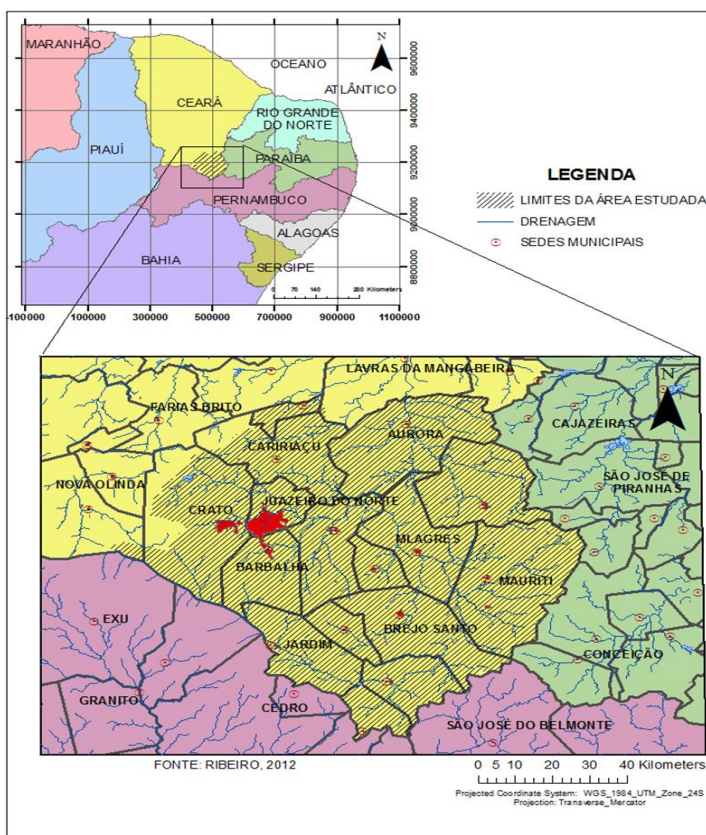 MARANHÃO
OCEANO
N
ATLÂNTICO
CEARÁ
RIO GRANDE
DO NORTE
PIAUÍ
PARAÍBA
PERNAMBUCO
ALAGOAS
BAHIA
SERGIPE
0 70 140 280 Kilometers
9600000
9400000
9200000
9000000
8800000
-100000 100000 300000 500000 700000 900000 1100000
LEGENDA
LIMITES DA ÁREA ESTUDADA
DRENAGEM
SEDES MUNICIPAIS
N
LAVRAS DA MANGABEIRA
FARIAS BRITO
CAJAZEIRAS
AURORA
CARIRIAÇU
NOVA OLINDA
SÃO JOSÉ DE
PIRANHAS
CRATO
JUAZEIRO DO NORTE
MILAGRES
BARBALHA
MAURITI
EXU
BREJO SANTO
JARDIM
CONCEIÇÃO
GRANITO
CEDRO
SÃO JOSÉ DO BELMONTE
FONTE: RIBEIRO, 2012
0 5 10 20 30 40 Kilometers
Projected Coordinate System: WGS_1984_UTM_Zone_24S
Projection: Transverse_Mercator